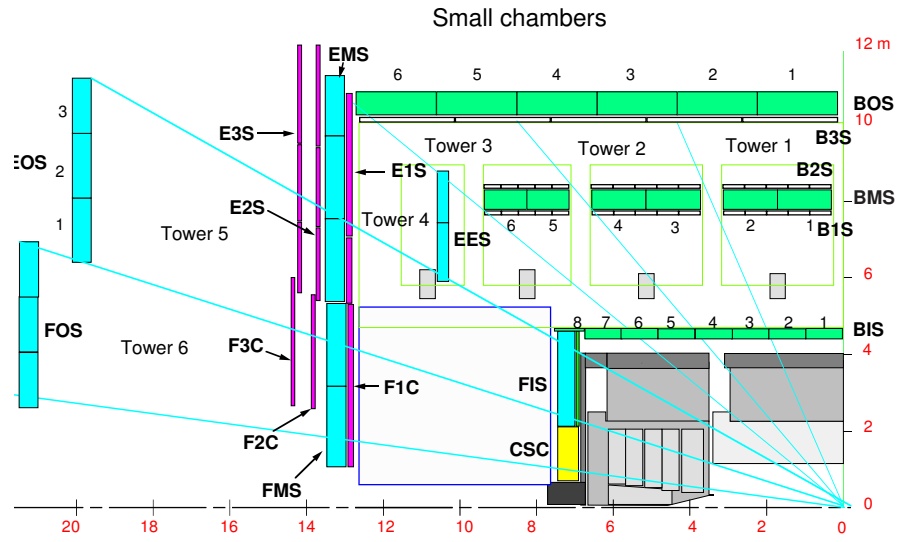 Small chambers
12 m
EMS
6 5 4 3 2 1
BOS
3
10
E3S
Tower 3
Tower 2
Tower 1
B3S
EOS
2
E1S
B2S
BMS
E2S
Tower 4
1
Tower 5
EES
6 5
4 3
2 1
B1S
6
FOS
Tower 6
8 7 6 5 4 3 2 1
BIS
4
F3C
FIS
F1C
F2C
CSC
2
FMS
0
20 18 16 14 12 10 8 6 4 2 0